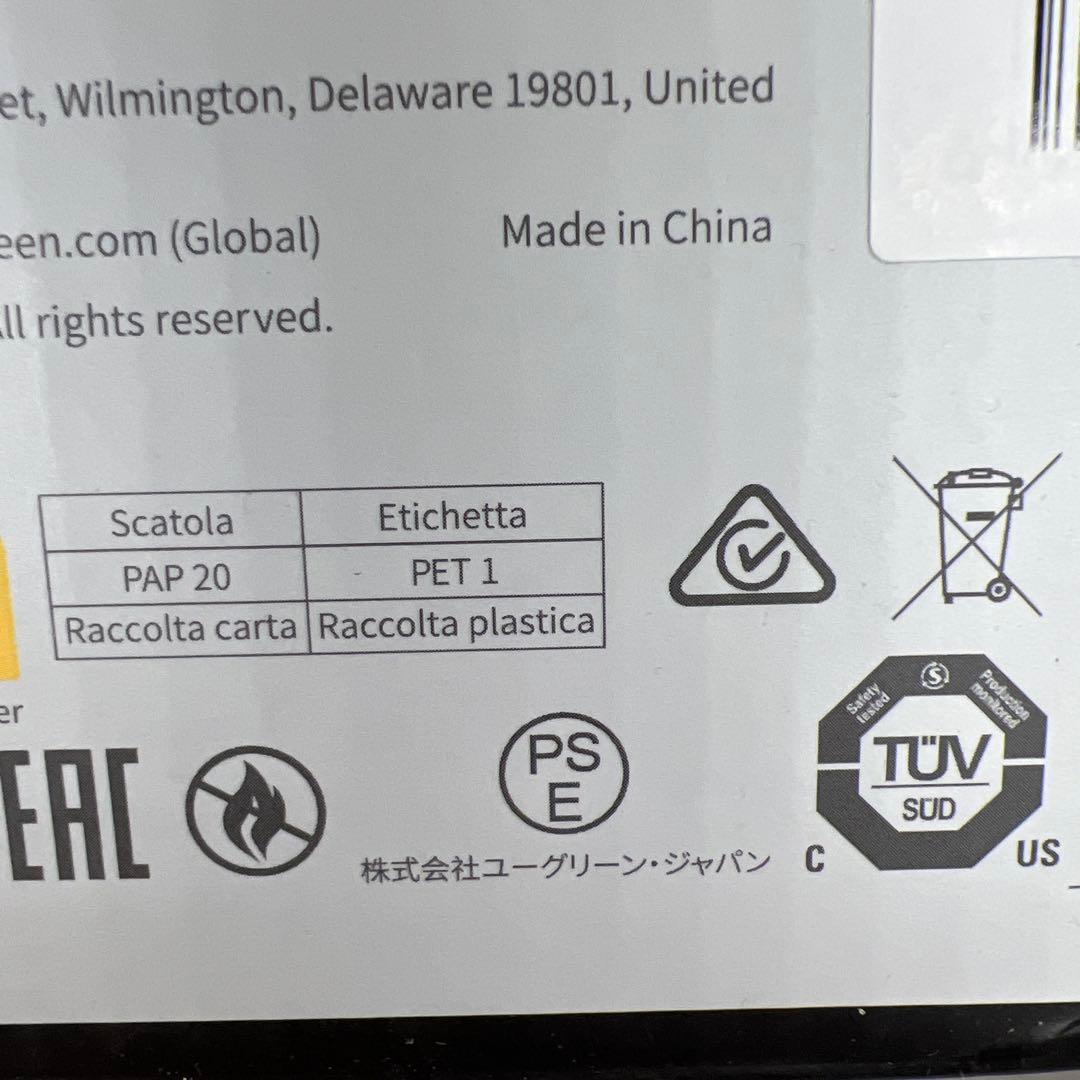 et, Wilmington, Delaware 19801, United
een.com (Global)
Made in China
ll rights reserved.
Scatola Etichetta
PAP 20 PET 1
Raccolta carta Raccolta plastica
er
EAC
PS
E
株式会社ユーグリーン・ジャパン
S
Safety
tested
Production
monitored
TÜV
SÜD
C US